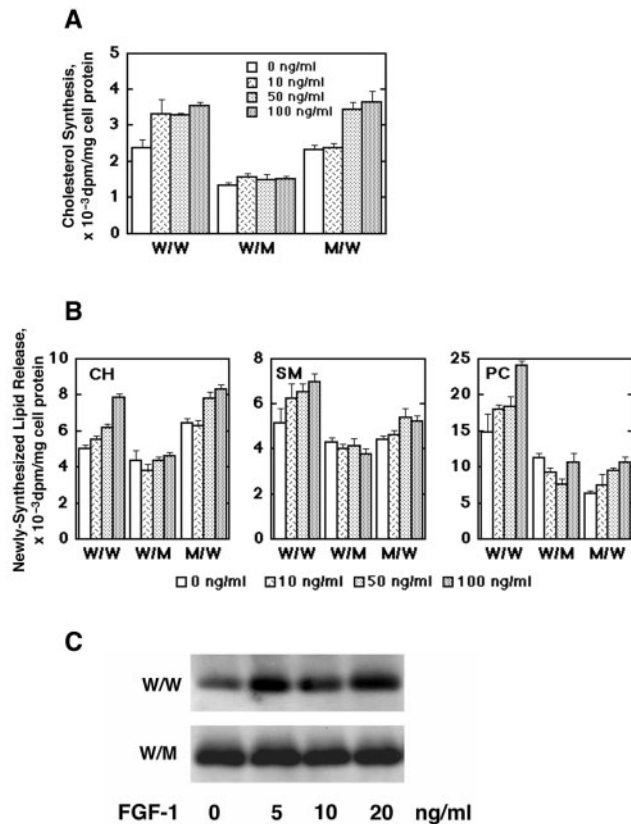 A
Cholesterol Synthesis,
x 10⁻³dpm/mg cell protein
5
4
3
2
1
0
0 ng/ml
10 ng/ml
50 ng/ml
100 ng/ml
W/W W/M M/W
B
Newly-Synthesized Lipid Release,
x 10⁻³dpm/mg cell protein
CH
10
8
6
4
2
0
W/W W/M M/W
SM
8
6
4
2
0
W/W W/M M/W
PC
25
20
15
10
5
0
W/W W/M M/W
0 ng/ml 10 ng/ml 50 ng/ml 100 ng/ml
C
W/W
W/M
FGF-1 0 5 10 20 ng/ml